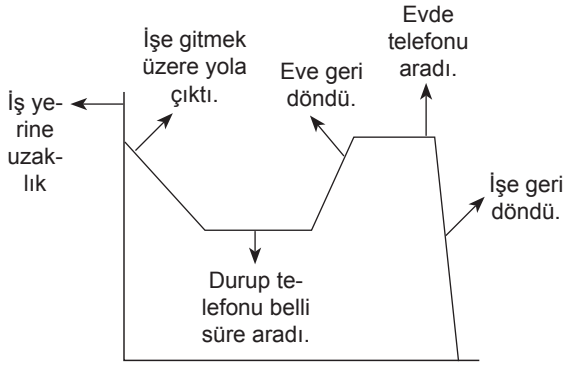 İş ye-
rine
uzak-
lık
İşe gitmek
üzere yola
çıktı.
Durup te-
lefonu belli
süre aradı.
Eve geri
döndü.
Evde
telefonu
aradı.
İşe geri
döndü.